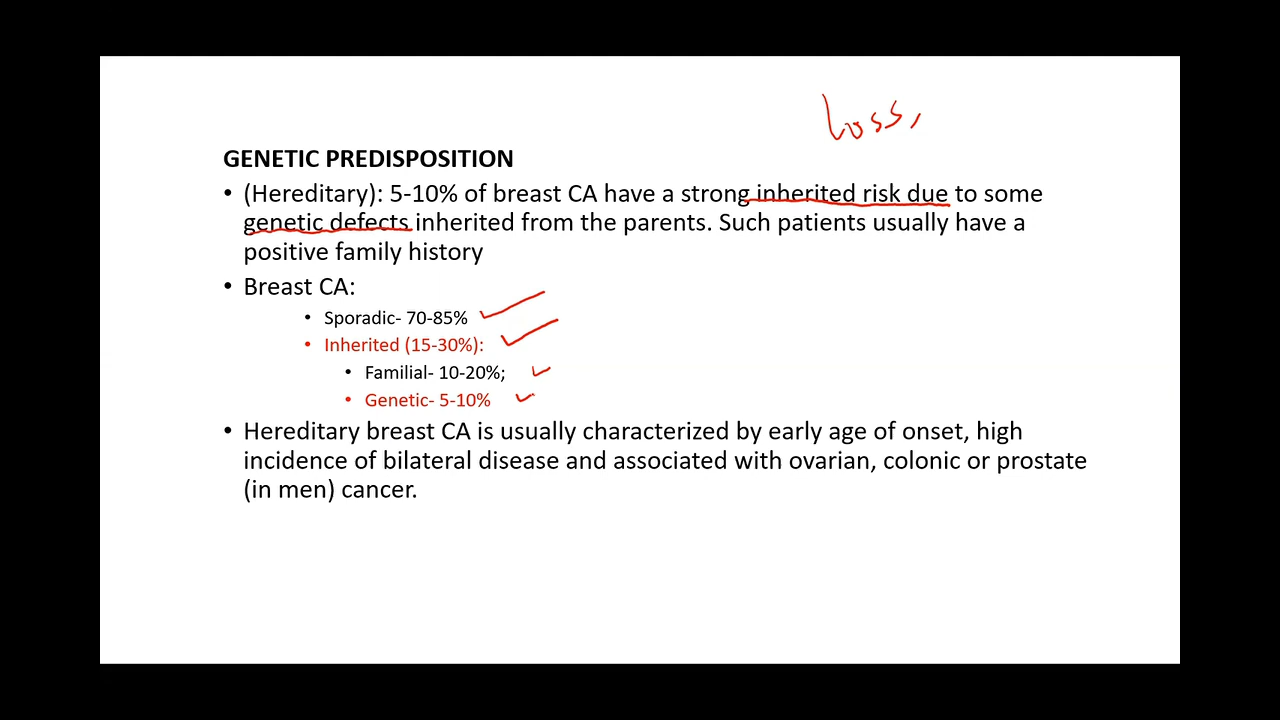 Loss,
GENETIC PREDISPOSITION
• (Hereditary): 5-10% of breast CA have a strong inherited risk due to some
genetic defects inherited from the parents. Such patients usually have a
positive family history
• Breast CA:
• Sporadic- 70-85%
• Inherited (15-30%):
• Familial- 10-20%;
• Genetic- 5-10%
• Hereditary breast CA is usually characterized by early age of onset, high
incidence of bilateral disease and associated with ovarian, colonic or prostate
(in men) cancer.